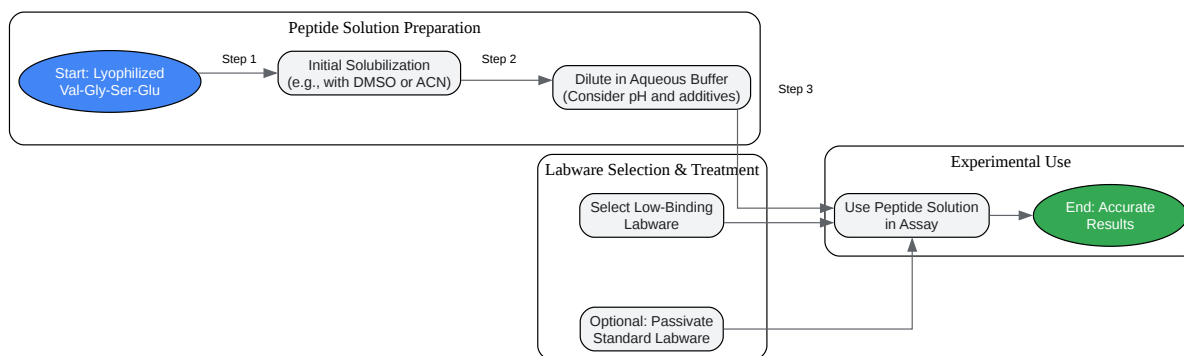 Peptide Solution Preparation
Start: Lyophilized
Val-Gly-Ser-Glu
Step 1
Initial Solubilization
(e.g., with DMSO or ACN)
Step 2
Dilute in Aqueous Buffer
(Consider pH and additives)
Step 3
Labware Selection & Treatment
Select Low-Binding
Labware
Optional: Passivate
Standard Labware
Experimental Use
Use Peptide Solution
in Assay
End: Accurate
Results